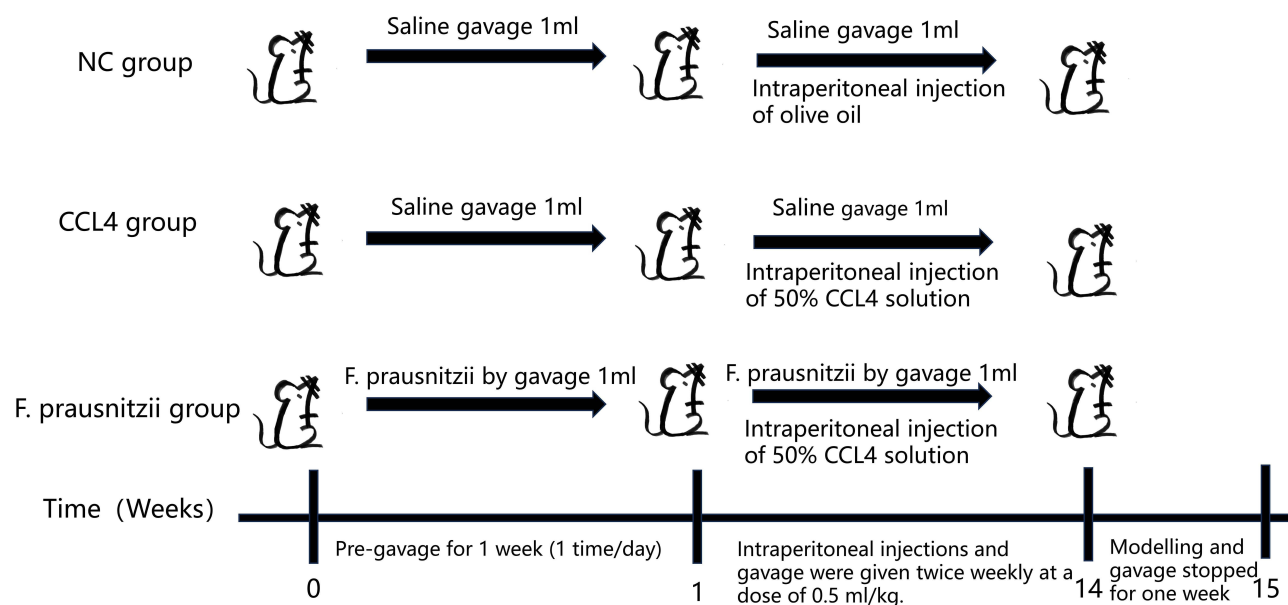 NC group
Saline gavage 1ml
Saline gavage 1ml
Intraperitoneal injection
of olive oil
CCL4 group
Saline gavage 1ml
Saline gavage 1ml
Intraperitoneal injection
of 50% CCL4 solution
F. prausnitzii group
F. prausnitzii by gavage 1ml
F. prausnitzii by gavage 1ml
Intraperitoneal injection
of 50% CCL4 solution
Time（Weeks）
Pre-gavage for 1 week (1 time/day)
Intraperitoneal injections and
gavage were given twice weekly at a
dose of 0.5 ml/kg.
Modelling and
gavage stopped
for one week
0
1
14
15